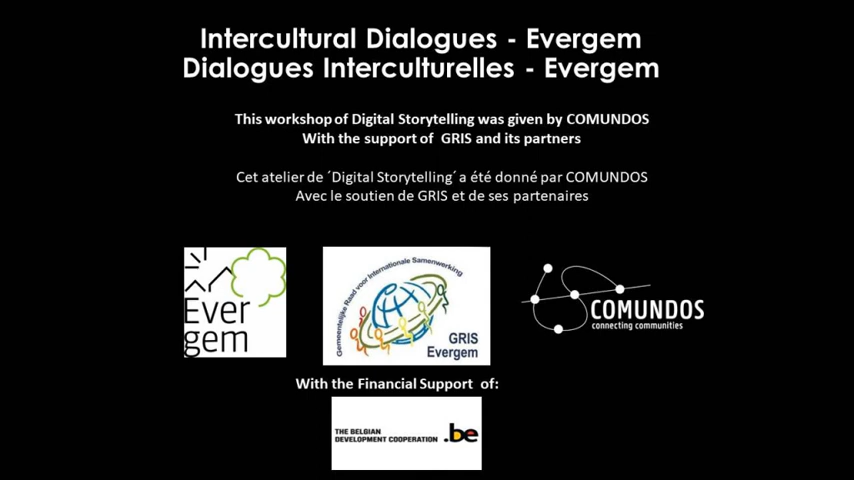 Intercultural Dialogues - Evergem
Dialogues Interculturelles - Evergem
This workshop of Digital Storytelling was given by COMUNDOS
With the support of GRIS and its partners
Cet atelier de ´Digital Storytelling´ a été donné par COMUNDOS
Avec le soutien de GRIS et de ses partenaires
Ever
gem
Gemeentelijke Raad voor Internationale Samenwerking
GRIS
Evergem
COMUNDOS
connecting communities
With the Financial Support of:
THE BELGIAN
DEVELOPMENT COOPERATION
.be